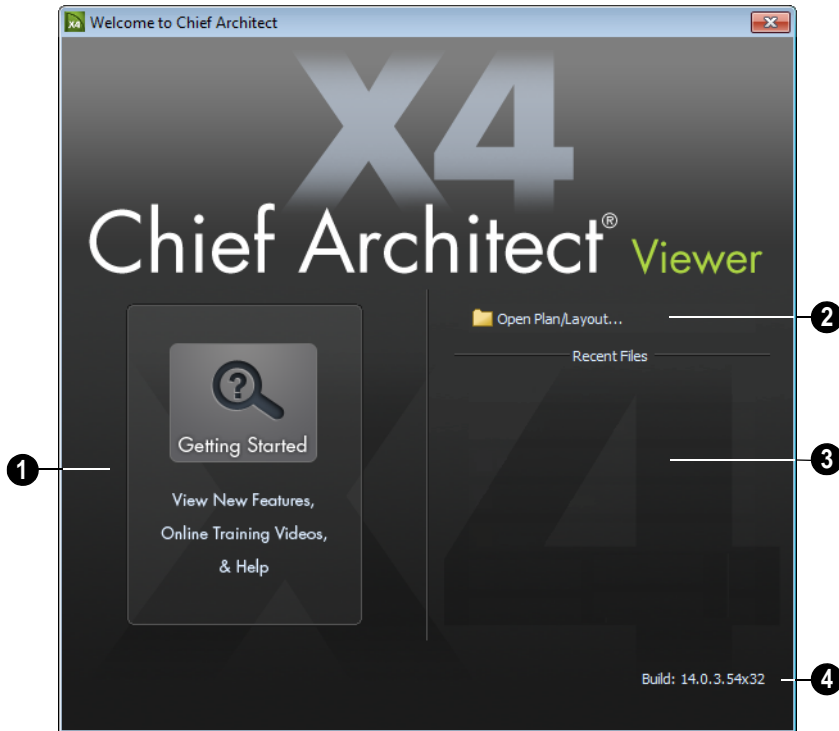 X4 Welcome to Chief Architect
X4
Chief Architect® Viewer
Open Plan/Layout...
2
Recent Files
Getting Started
1
3
View New Features,
Online Training Videos,
& Help
Build: 14.0.3.54x32
4